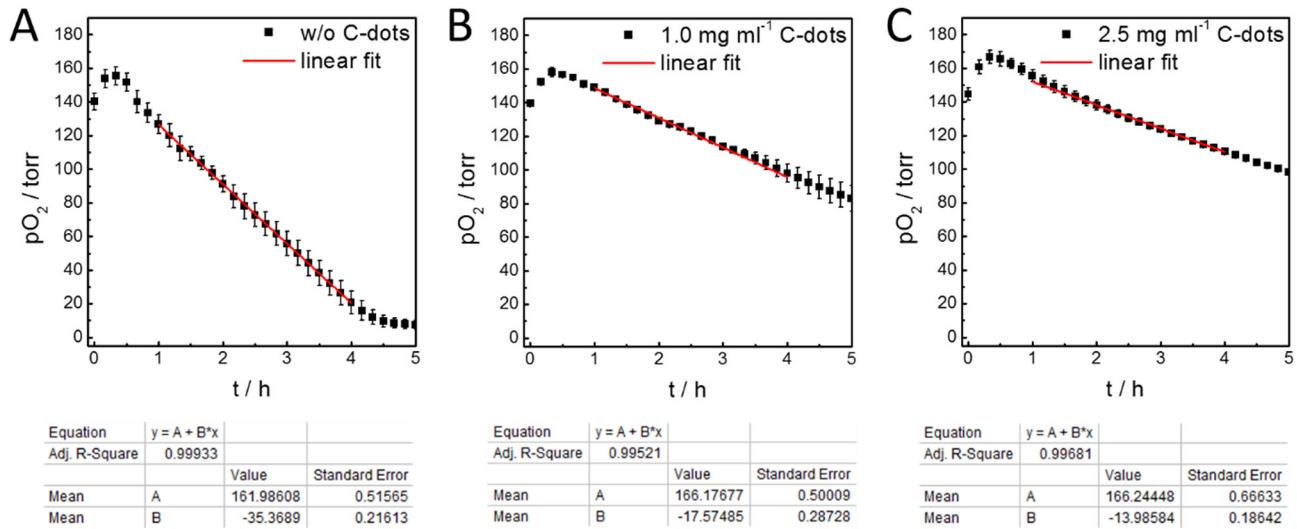 A
w/o C-dots
linear fit
180
160
140
120
100
80
60
40
20
0
pO₂ / torr
0 1 2 3 4 5
t / h
Equation y = A + B*x
Adj. R-Square 0.99933
Value Standard Error
Mean A 161.98608 0.51565
Mean B -35.3689 0.21613
B
1.0 mg ml⁻¹ C-dots
linear fit
180
160
140
120
100
80
60
40
20
0
pO₂ / torr
0 1 2 3 4 5
t / h
Equation y = A + B*x
Adj. R-Square 0.99521
Value Standard Error
Mean A 166.17677 0.50009
Mean B -17.57485 0.28728
C
2.5 mg ml⁻¹ C-dots
linear fit
180
160
140
120
100
80
60
40
20
0
pO₂ / torr
0 1 2 3 4 5
t / h
Equation y = A + B*x
Adj. R-Square 0.99681
Value Standard Error
Mean A 166.24448 0.66633
Mean B -13.98584 0.18642